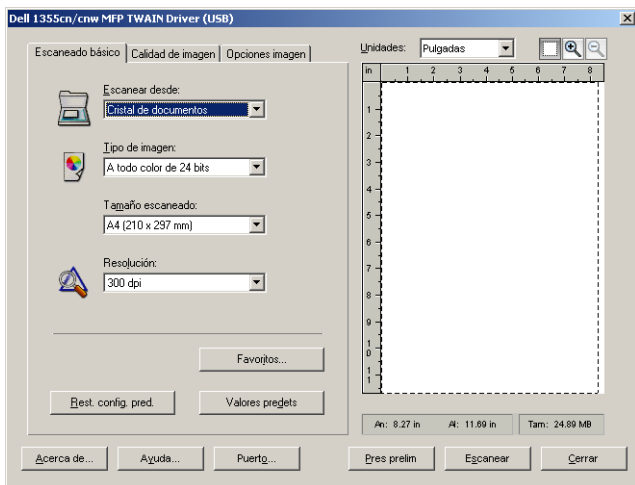 Dell 1355cn/cnw MFP TWAIN Driver (USB)
Escaneado básico
Calidad de imagen
Opciones imagen
Escanear desde:
Cristal de documentos
Tipo de imagen:
A todo color de 24 bits
Tamaño escaneado:
A4 (210 x 297 mm)
Resolución:
300 dpi
Favoritos...
Rest. config. pred.
Valores predets
Unidades:
Pulgadas
in
1 2 3 4 5 6 7 8
1
2
3
4
5
6
7
8
9
10
11
An: 8.27 in
Al: 11.69 in
Tam: 24.89 MB
Acerca de...
Ayuda...
Puerto...
Pres prelim
Escanear
Cerrar